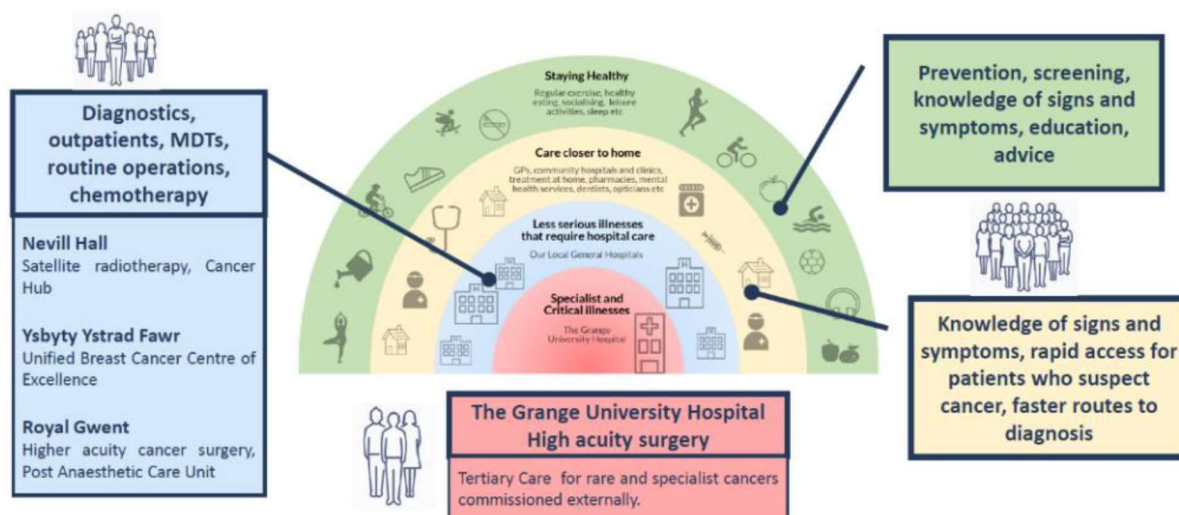 Diagnostics,
outpatients, MDTs,
routine operations,
chemotherapy
Nevill Hall
Satellite radiotherapy, Cancer
Hub
Ysbyty Ystrad Fawr
Unified Breast Cancer Centre of
Excellence
Royal Gwent
Higher acuity cancer surgery,
Post Anaesthetic Care Unit
Staying Healthy
Regular exercise, healthy
eating, socialising, leisure
activities, sleep etc
Care closer to home
GPs, community hospitals and clinics,
treatment at home, pharmacies, mental
health services, dentists, opticians etc
Less serious illnesses
that require hospital care
Our Local General Hospitals
Specialist and
Critical illnesses
The Grange
University Hospital
The Grange University Hospital
High acuity surgery
Tertiary Care for rare and specialist cancers
commissioned externally.
Prevention, screening,
knowledge of signs and
symptoms, education,
advice
Knowledge of signs and
symptoms, rapid access for
patients who suspect
cancer, faster routes to
diagnosis